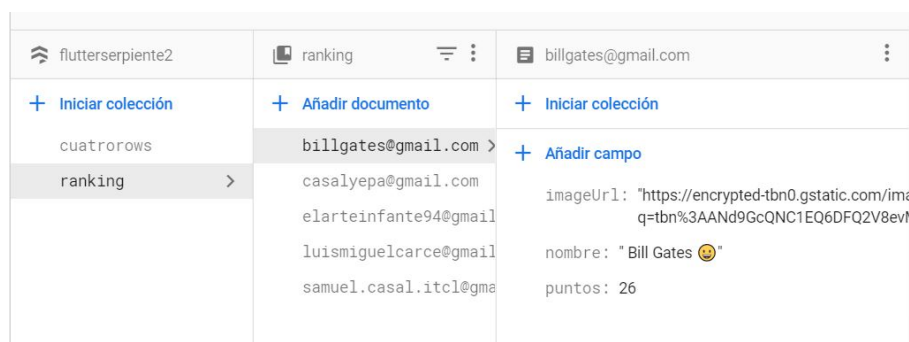 flutterserpiente2
Iniciar colección
cuatrorows
ranking
ranking
Añadir documento
billgates@gmail.com
casalyepa@gmail.com
elarteinfante94@gmail
luismiguelcarce@gmail
samuel.casal.itcl@gma
billgates@gmail.com
Iniciar colección
Añadir campo
imageUrl: "https://encrypted-tbn0.gstatic.com/ima
q=tbn%3AANd9GcQNC1EQ6DFQ2V8evM
nombre: " Bill Gates 😀"
puntos: 26